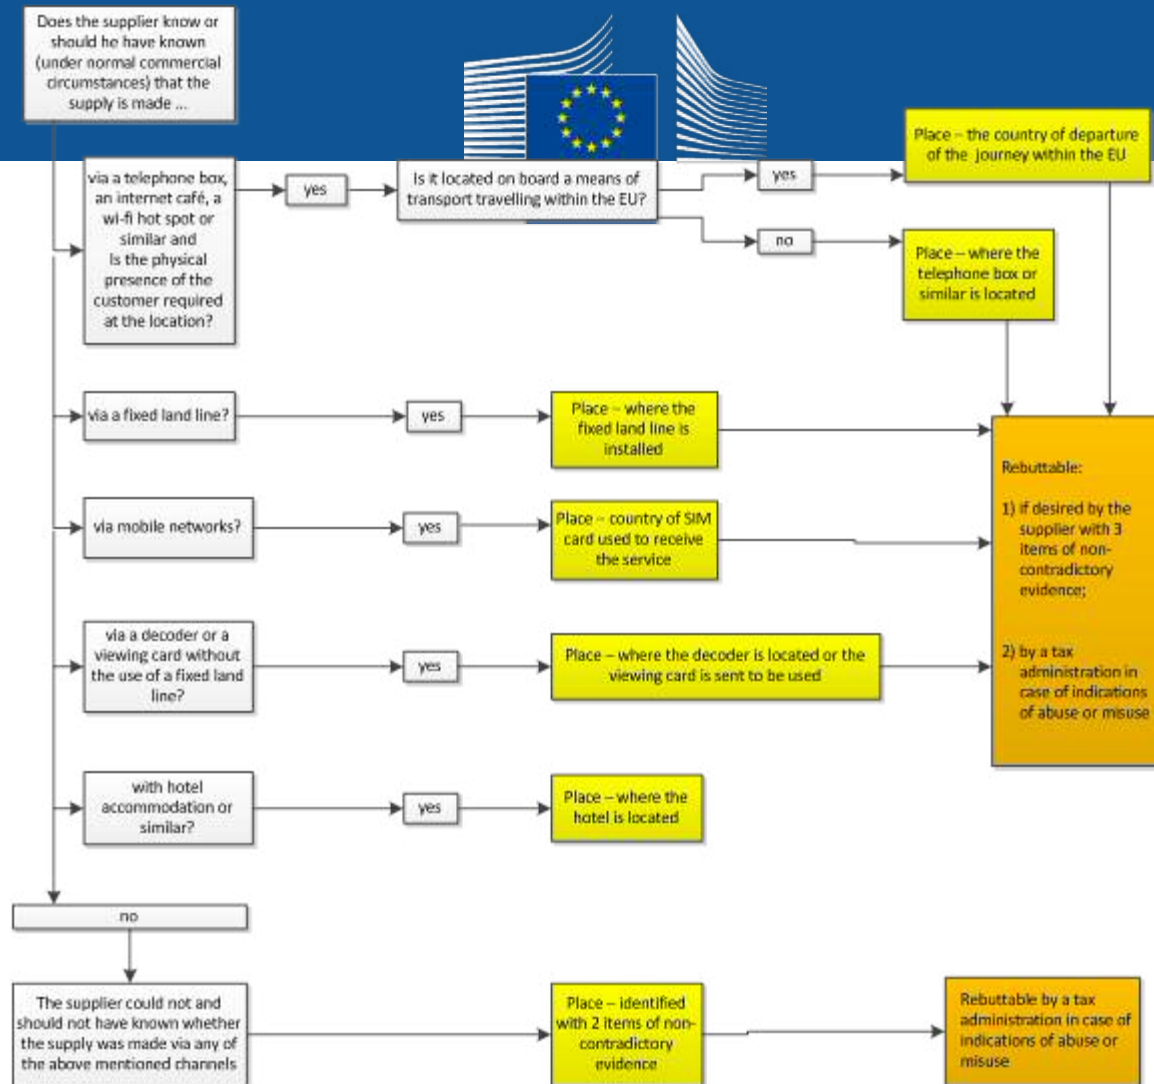 Does the supplier know or
should he have known
(under normal commercial
circumstances) that the
supply is made ...
Place – the country of departure
of the journey within the EU
via a telephone box,
an internet café, a
wi-fi hot spot or
similar and
Is the physical
presence of the
customer required
at the location?
yes
Is it located on board a means of
transport travelling within the EU?
yes
no
Place – where the
telephone box or
similar is located
via a fixed land line?
yes
Place – where the
fixed land line is
installed
Rebuttable:
1) if desired by the
supplier with 3
items of non-
contradictory
evidence;
2) by a tax
administration in
case of indications
of abuse or misuse
via mobile networks?
yes
Place – country of SIM
card used to receive
the service
via a decoder or a
viewing card without
the use of a fixed land
line?
yes
Place – where the decoder is located or the
viewing card is sent to be used
with hotel
accommodation or
similar?
yes
Place – where the
hotel is located
no
The supplier could not and
should not have known whether
the supply was made via any of
the above mentioned channels
Place – identified
with 2 items of non-
contradictory
evidence
Rebuttable by a tax
administration in case of
indications of abuse or
misuse